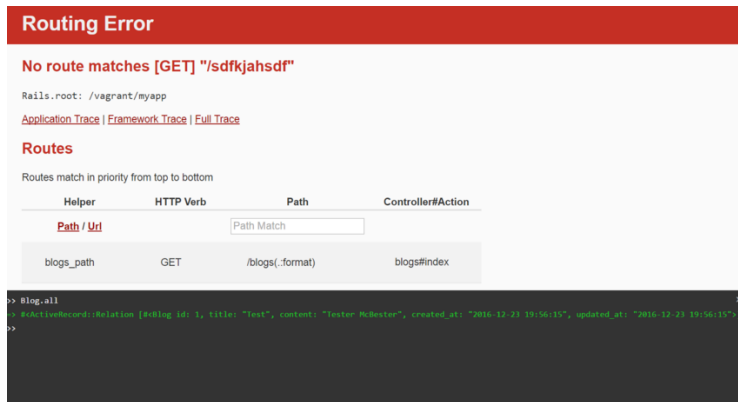 Routing Error
No route matches [GET] "/sdfkjahsdf"
Rails.root: /vagrant/myapp
Application Trace | Framework Trace | Full Trace
Routes
Routes match in priority from top to bottom
Helper HTTP Verb Path Controller#Action
Path / Url Path Match
blogs_path GET /blogs(.:format) blogs#index
>> Blog.all
=> #<ActiveRecord::Relation [#<Blog id: 1, title: "Test", content: "Tester McBester", created_at: "2016-12-23 19:56:15", updated_at: "2016-12-23 19:56:15">
>>